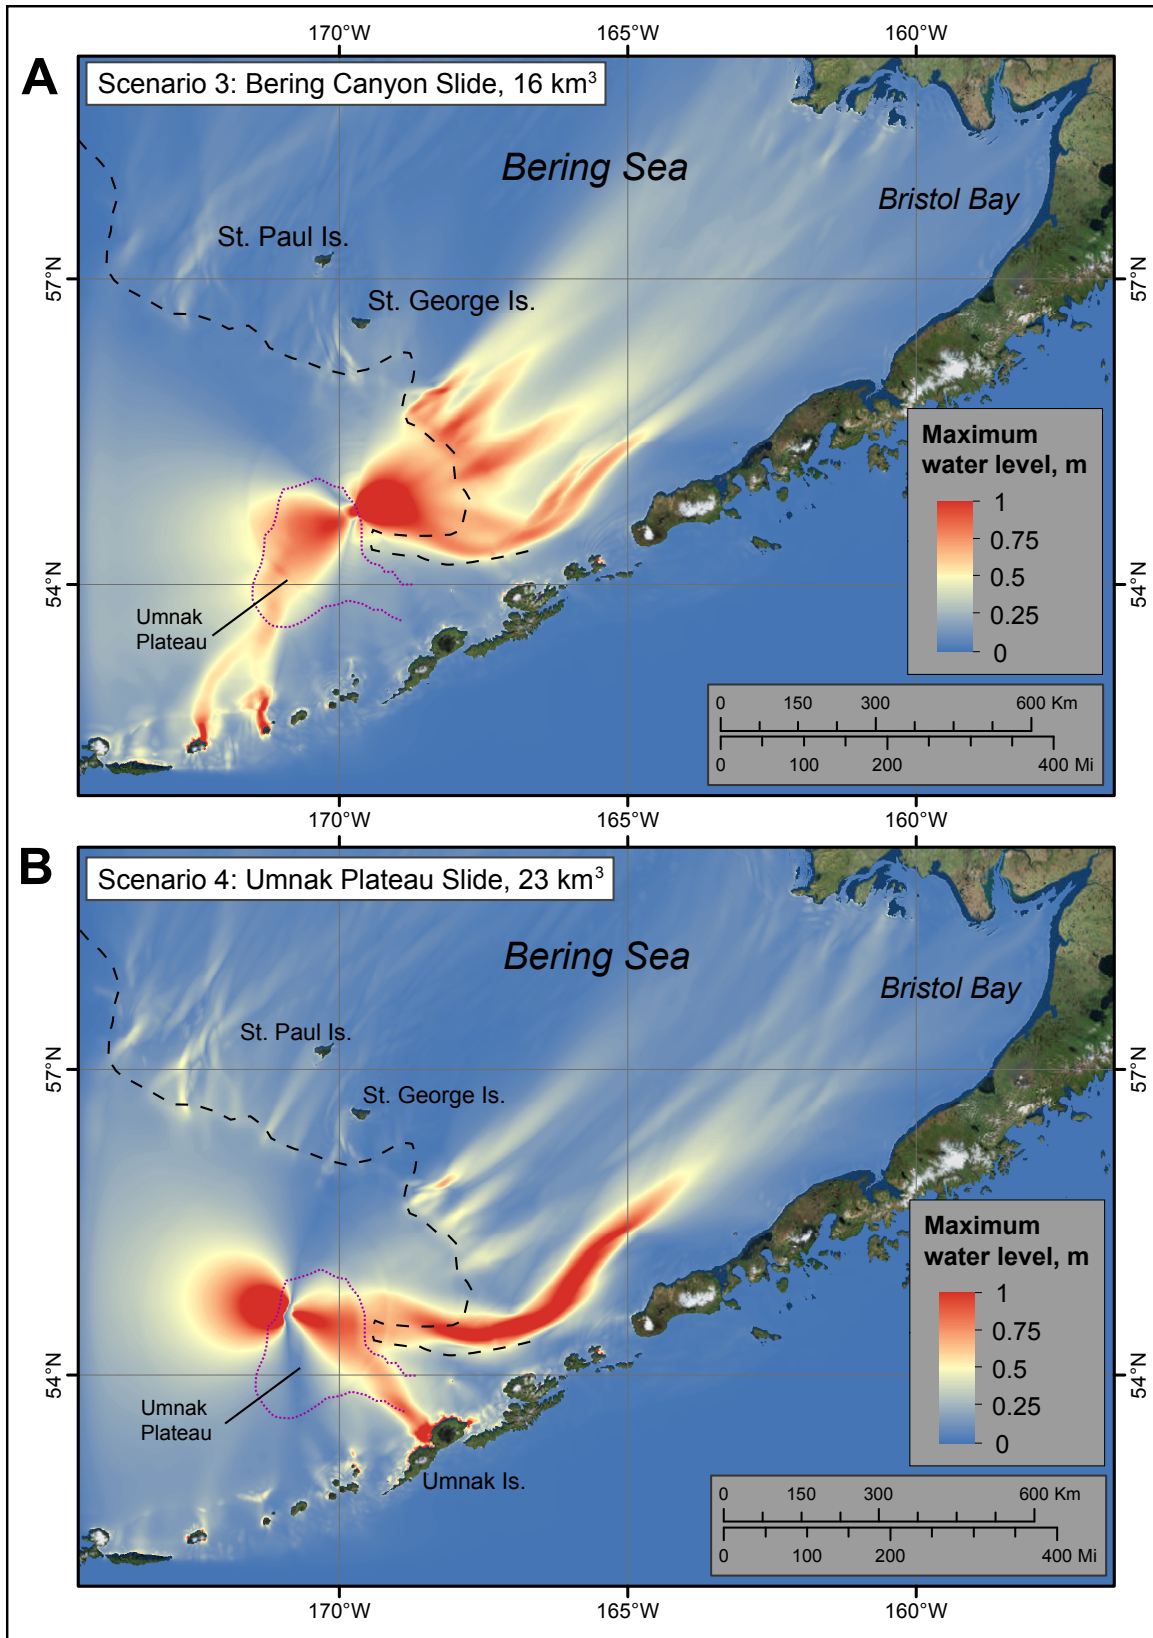 170°W 165°W 160°W
A
Scenario 3: Bering Canyon Slide, 16 km³
Bering Sea
Bristol Bay
St. Paul Is.
57°N 57°N
St. George Is.
Maximum
water level, m
1
0.75
0.5
0.25
0
54°N 54°N
Umnak
Plateau
0 150 300 600 Km
0 100 200 400 Mi
170°W 165°W 160°W
B
Scenario 4: Umnak Plateau Slide, 23 km³
Bering Sea
Bristol Bay
St. Paul Is.
57°N 57°N
St. George Is.
Maximum
water level, m
1
0.75
0.5
0.25
0
54°N 54°N
Umnak
Plateau
Umnak Is.
0 150 300 600 Km
0 100 200 400 Mi
170°W 165°W 160°W